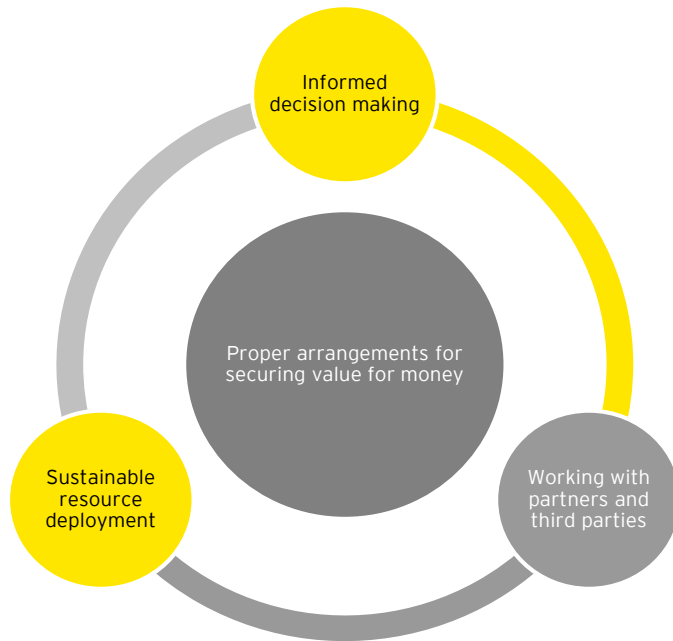 Informed
decision making
Proper arrangements for
securing value for money
Sustainable
resource
deployment
Working with
partners and
third parties